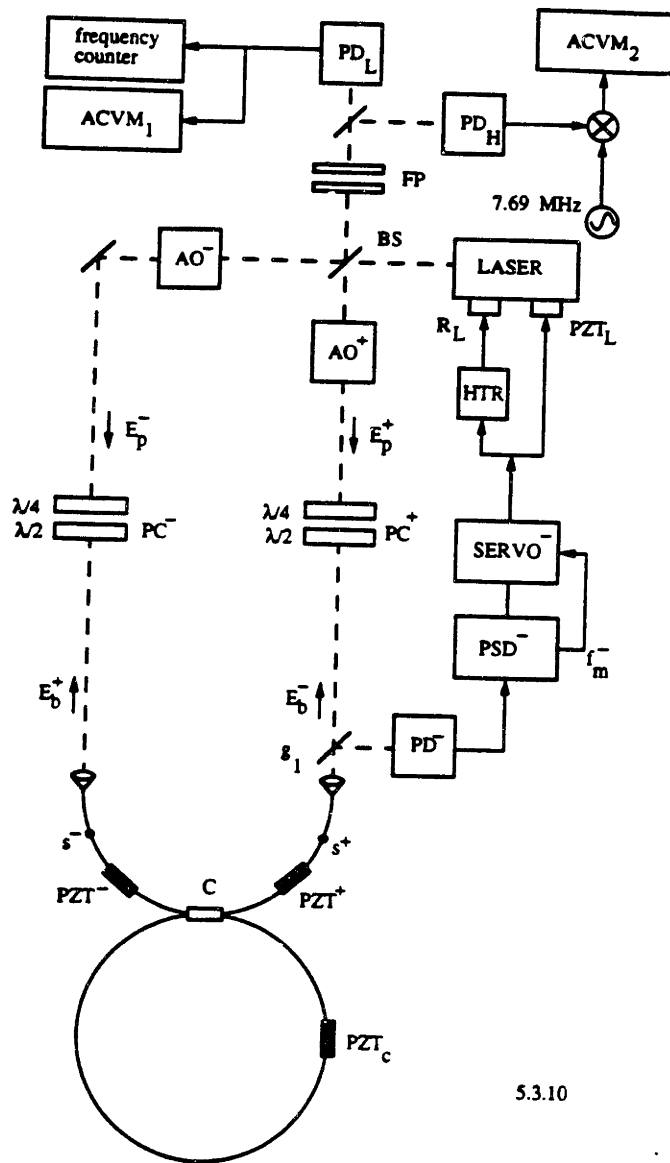 frequency
counter
PD_L
ACVM_2
ACVM_1
PD_H
FP
7.69 MHz
BS
AO^-
LASER
R_L
PZT_L
AO^+
HTR
E_p^-
E_p^+
λ/4
λ/2
PC^-
λ/4
λ/2
PC^+
SERVO^-
PSD^-
f_m^-
E_b^+
E_b^-
g_1
PD^-
s^-
s^+
PZT^-
C
PZT^+
PZT_c
5.3.10